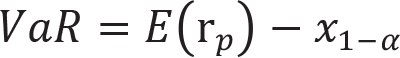 VaR = E(r_p) − x_{1−α}